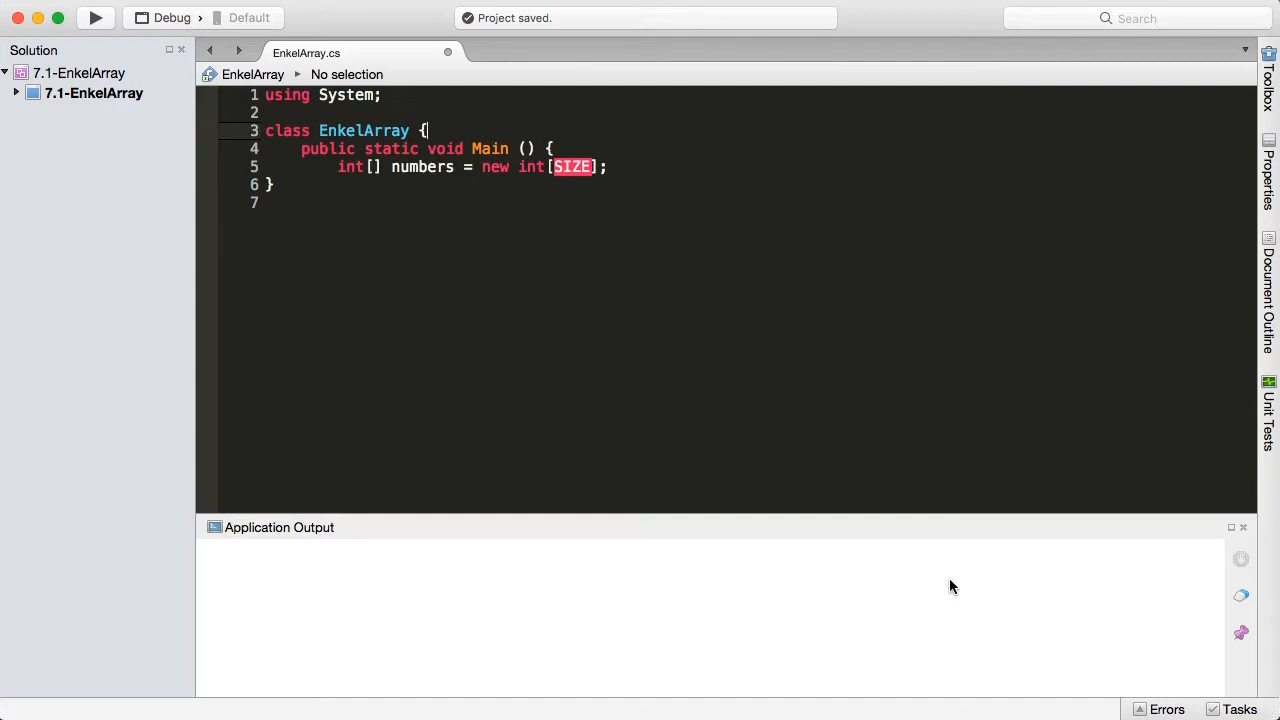 Debug › Default
Project saved.
Search
Solution
EnkelArray.cs
7.1-EnkelArray
EnkelArray ▸ No selection
7.1-EnkelArray
1 using System;
2
3 class EnkelArray {
4 public static void Main () {
5 int[] numbers = new int[SIZE];
6 }
7
Toolbox
Properties
Document Outline
Unit Tests
Application Output
Errors
Tasks